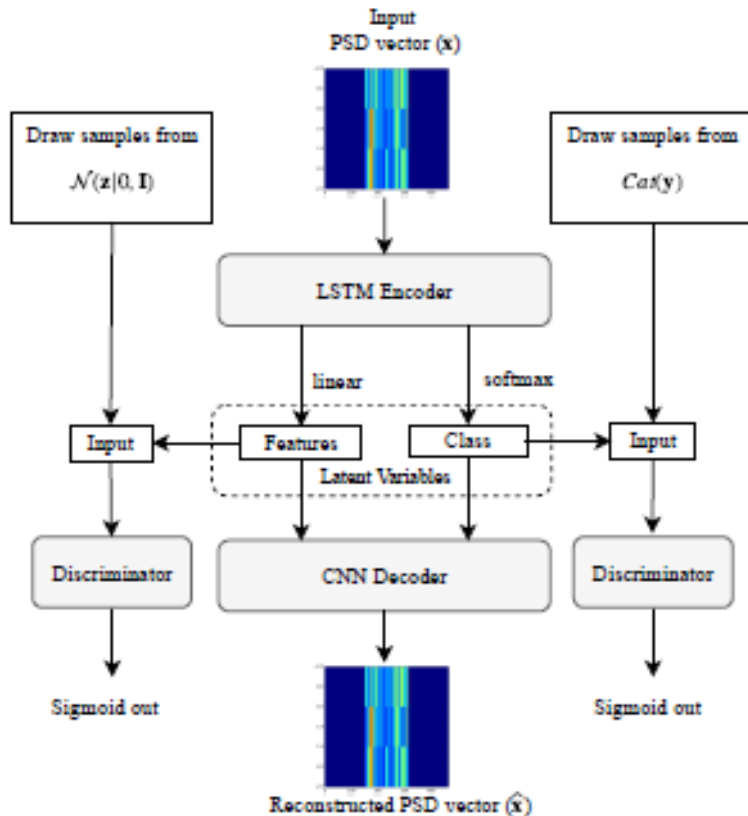 Input
PSD vector (x)
Draw samples from
𝒩(z|0, I)
Draw samples from
Cat(y)
LSTM Encoder
linear
softmax
Input
Features
Class
Input
Latent Variables
Discriminator
CNN Decoder
Discriminator
Sigmoid out
Sigmoid out
Reconstructed PSD vector (x̂)